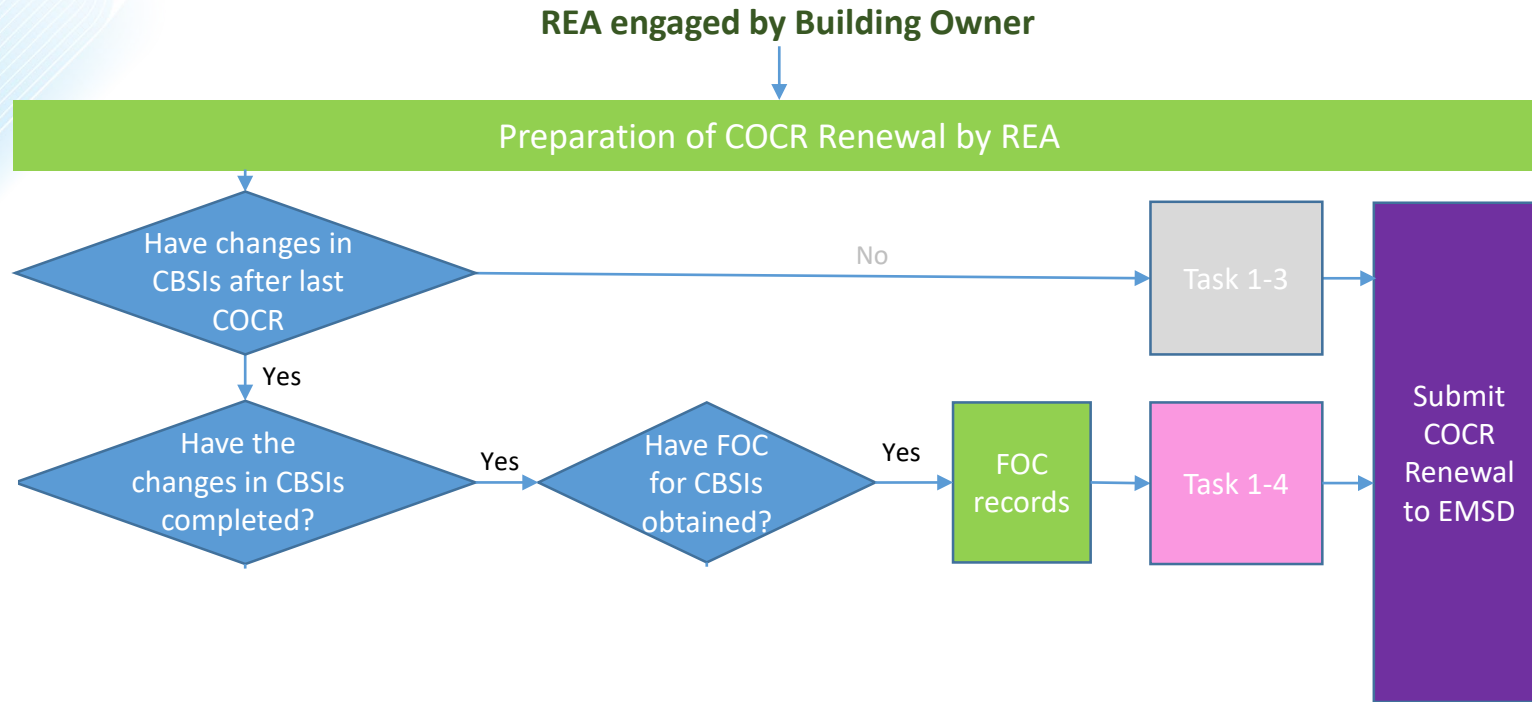 REA engaged by Building Owner
Preparation of COCR Renewal by REA
Have changes in
CBSIs after last
COCR
No
Task 1-3
Yes
Have the
changes in CBSIs
completed?
Yes
Have FOC
for CBSIs
obtained?
Yes
FOC
records
Task 1-4
Submit
COCR
Renewal
to EMSD